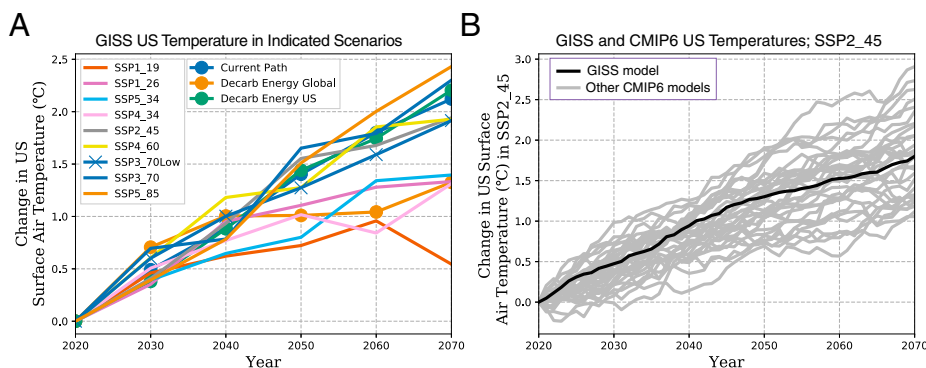 A
GISS US Temperature in Indicated Scenarios
Change in US
Surface Air Temperature (°C)
2.5
2.0
1.5
1.0
0.5
0.0
SSP1_19
SSP1_26
SSP5_34
SSP4_34
SSP2_45
SSP4_60
SSP3_70Low
SSP3_70
SSP5_85
Current Path
Decarb Energy Global
Decarb Energy US
2020 2030 2040 2050 2060 2070
Year
B
GISS and CMIP6 US Temperatures; SSP2_45
Change in US Surface
Air Temperature (°C) in SSP2_45
3.0
2.5
2.0
1.5
1.0
0.5
0.0
GISS model
Other CMIP6 models
2020 2030 2040 2050 2060 2070
Year